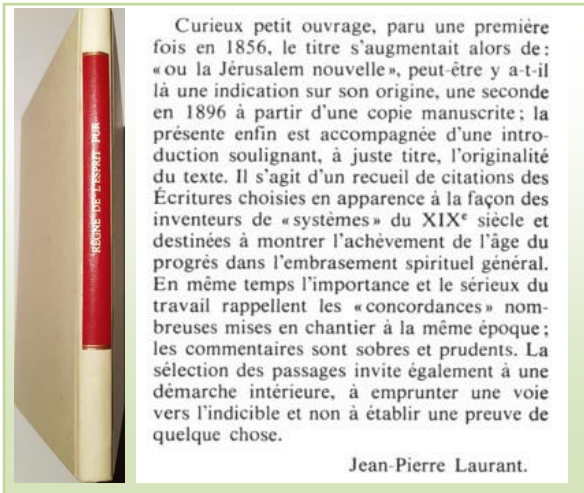 RÈGNE DE L'ESPRIT PUR
Curieux petit ouvrage, paru une première
fois en 1856, le titre s'augmentait alors de :
« ou la Jérusalem nouvelle », peut-être y a-t-il
là une indication sur son origine, une seconde
en 1896 à partir d'une copie manuscrite ; la
présente enfin est accompagnée d'une intro-
duction soulignant, à juste titre, l'originalité
du texte. Il s'agit d'un recueil de citations des
Écritures choisies en apparence à la façon des
inventeurs de « systèmes » du XIXe siècle et
destinées à montrer l'achèvement de l'âge du
progrès dans l'embrasement spirituel général.
En même temps l'importance et le sérieux du
travail rappellent les « concordances » nom-
breuses mises en chantier à la même époque ;
les commentaires sont sobres et prudents. La
sélection des passages invite également à une
démarche intérieure, à emprunter une voie
vers l'indicible et non à établir une preuve de
quelque chose.
Jean-Pierre Laurant.